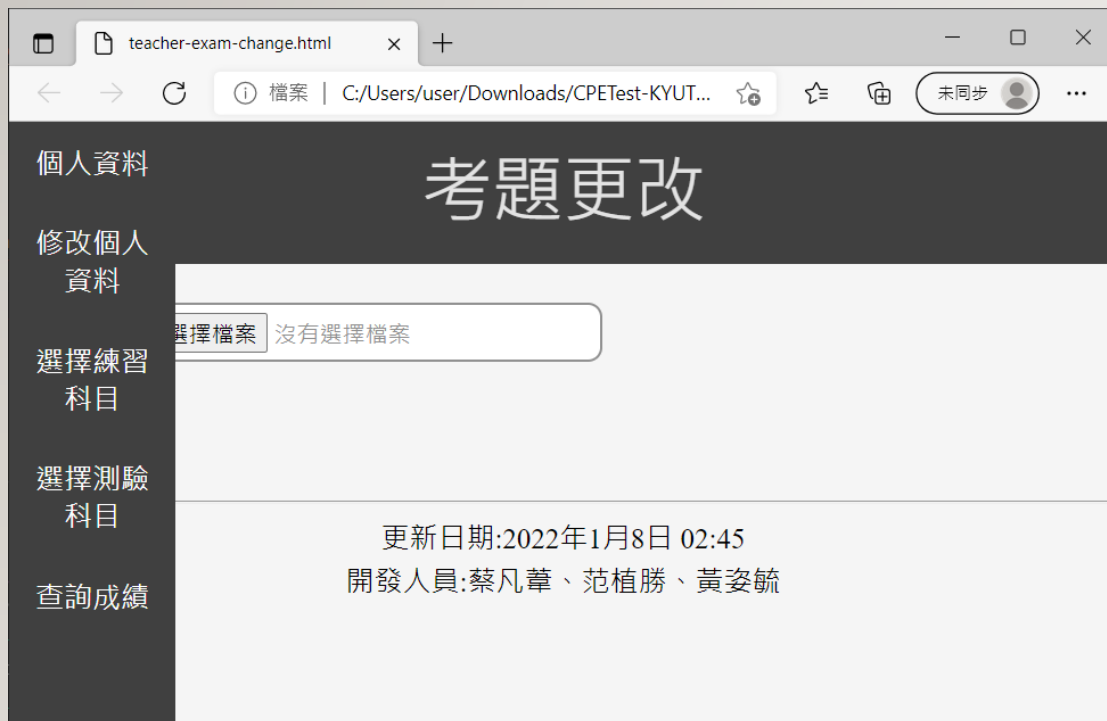 teacher-exam-change.html
檔案 | C:/Users/user/Downloads/CPETest-KYUT...
未同步
個人資料
考題更改
修改個人
資料
選擇檔案 沒有選擇檔案
選擇練習
科目
選擇測驗
科目
更新日期:2022年1月8日 02:45
開發人員:蔡凡葦、范植勝、黃姿毓
查詢成績